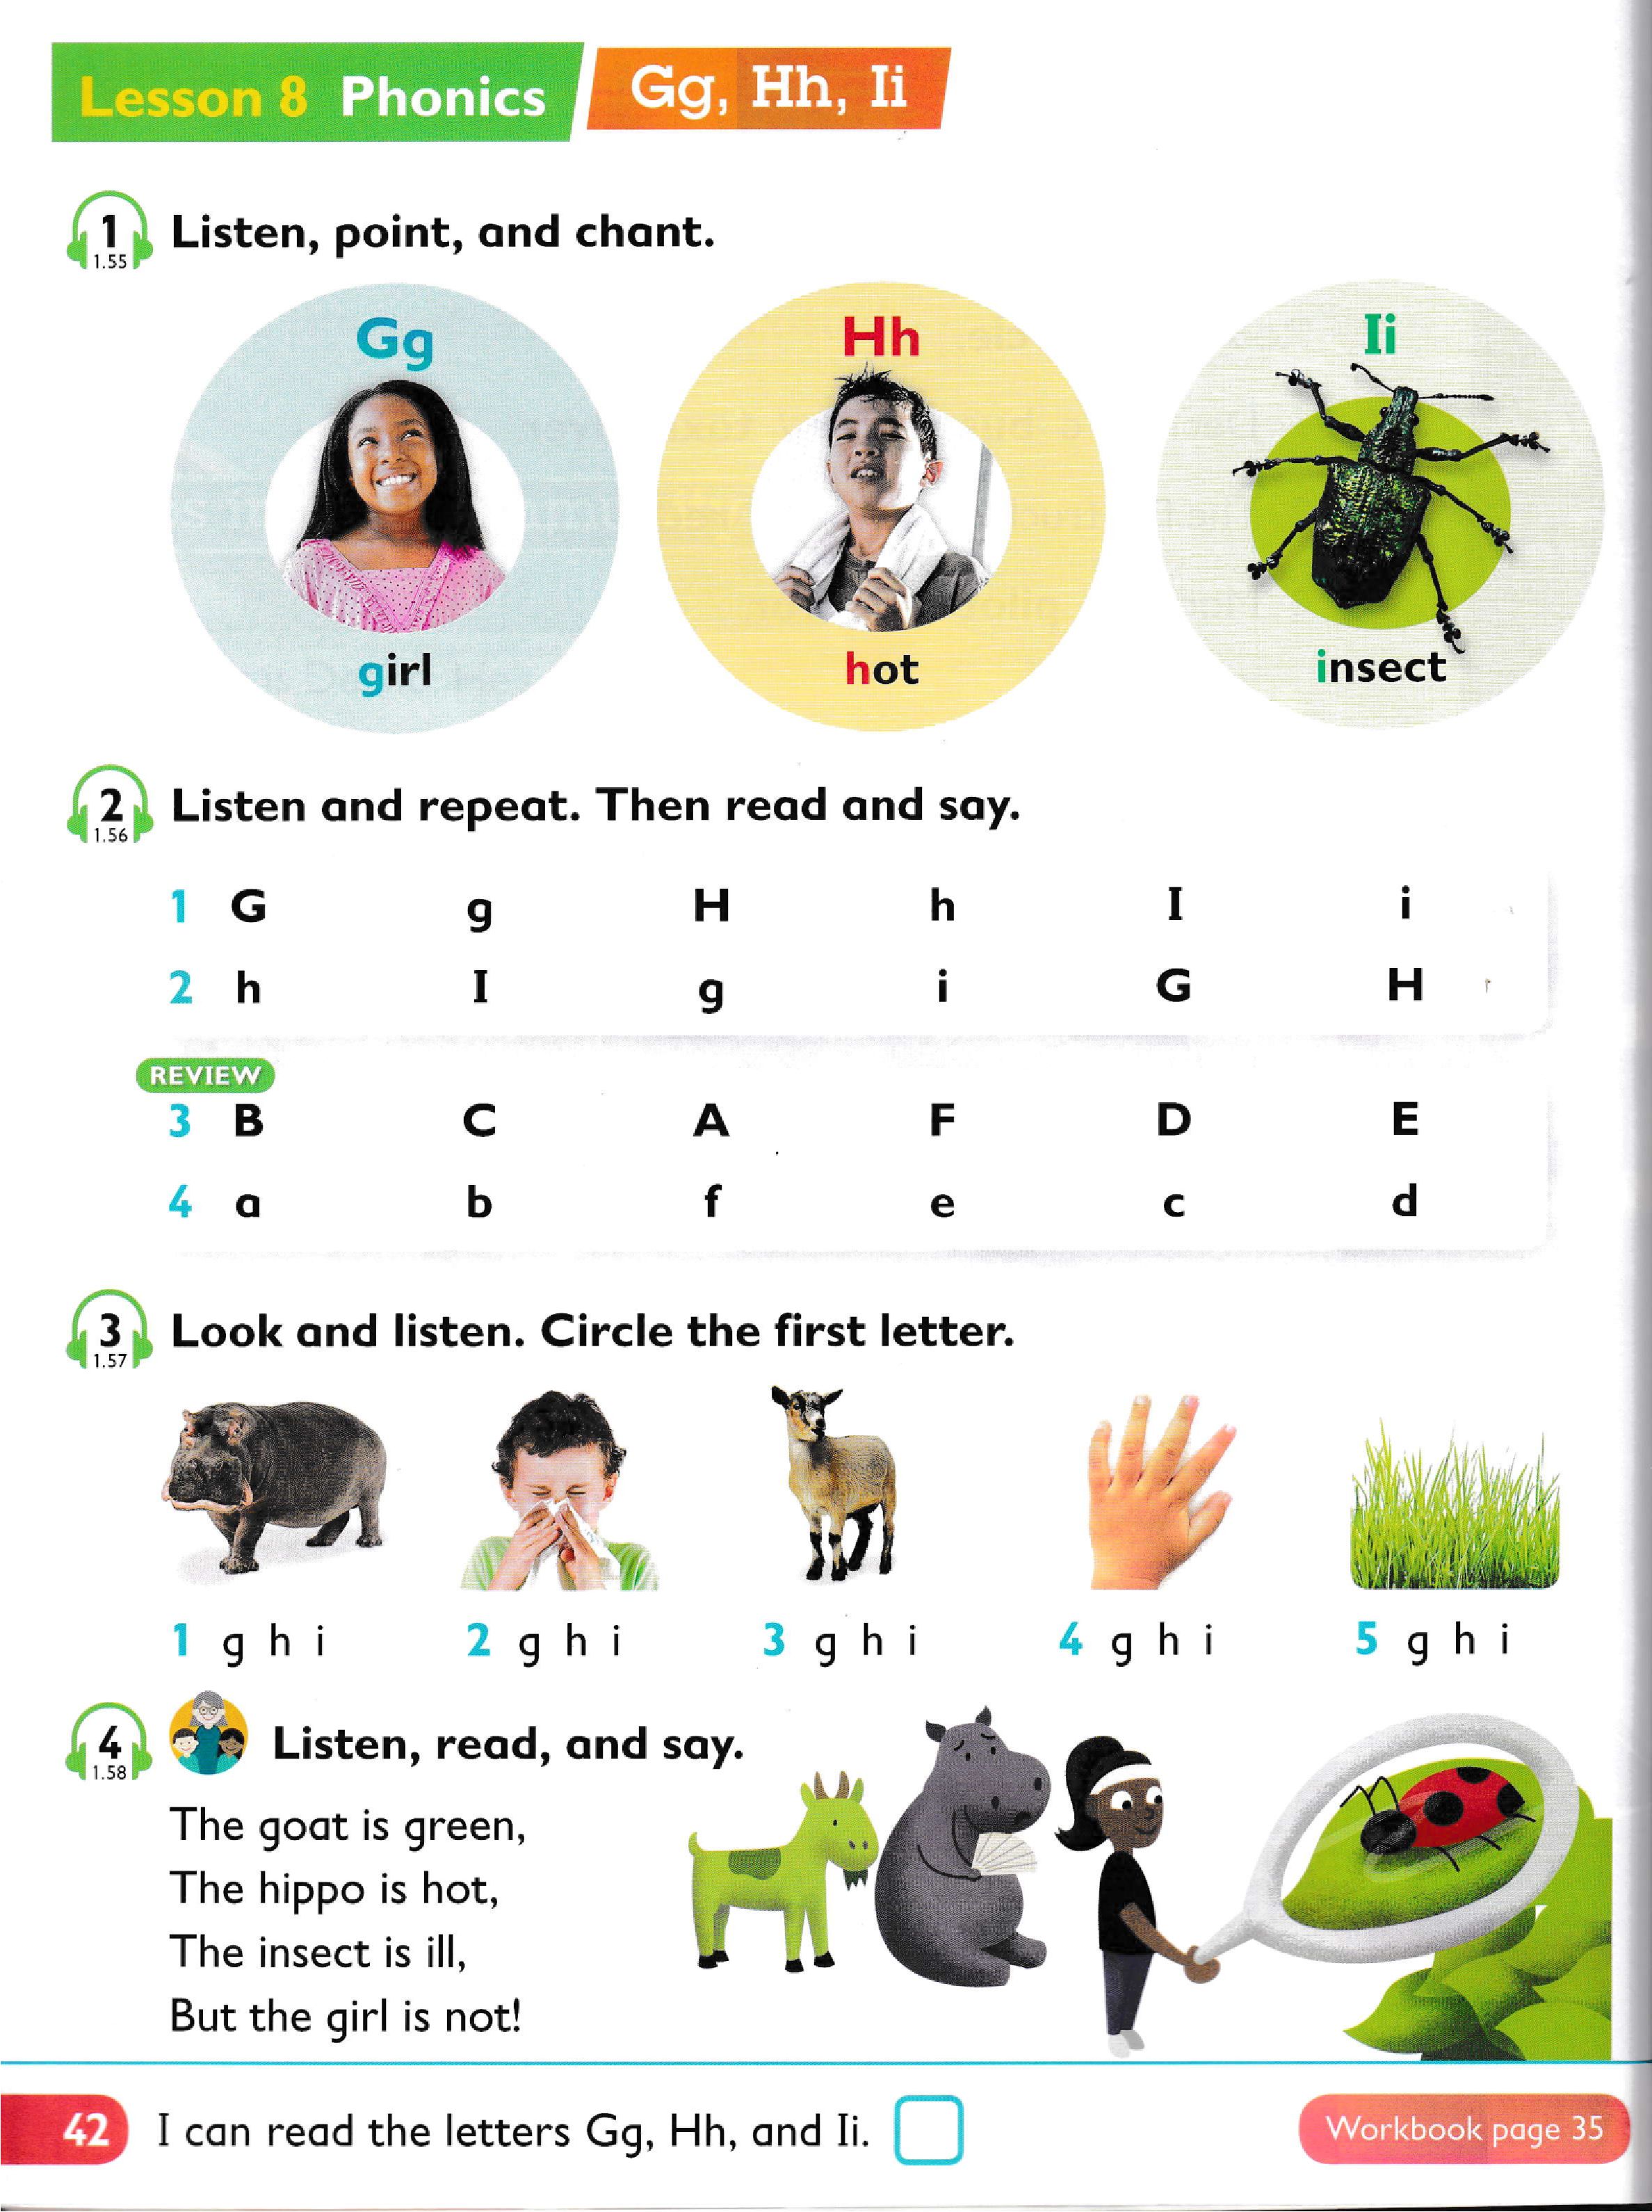 Lesson 8 Phonics Gg, Hh, Ii
1 Listen, point, and chant.
1.55
Gg Hh Ii
girl hot insect
2 Listen and repeat. Then read and say.
1.56
1 G g H h I i
2 h I g i G H
REVIEW
3 B C A F D E
4 a b f e c d
3 Look and listen. Circle the first letter.
1.57
1 g h i 2 g h i 3 g h i 4 g h i 5 g h i
4 Listen, read, and say.
1.58
The goat is green,
The hippo is hot,
The insect is ill,
But the girl is not!
42 I can read the letters Gg, Hh, and Ii. Workbook page 35